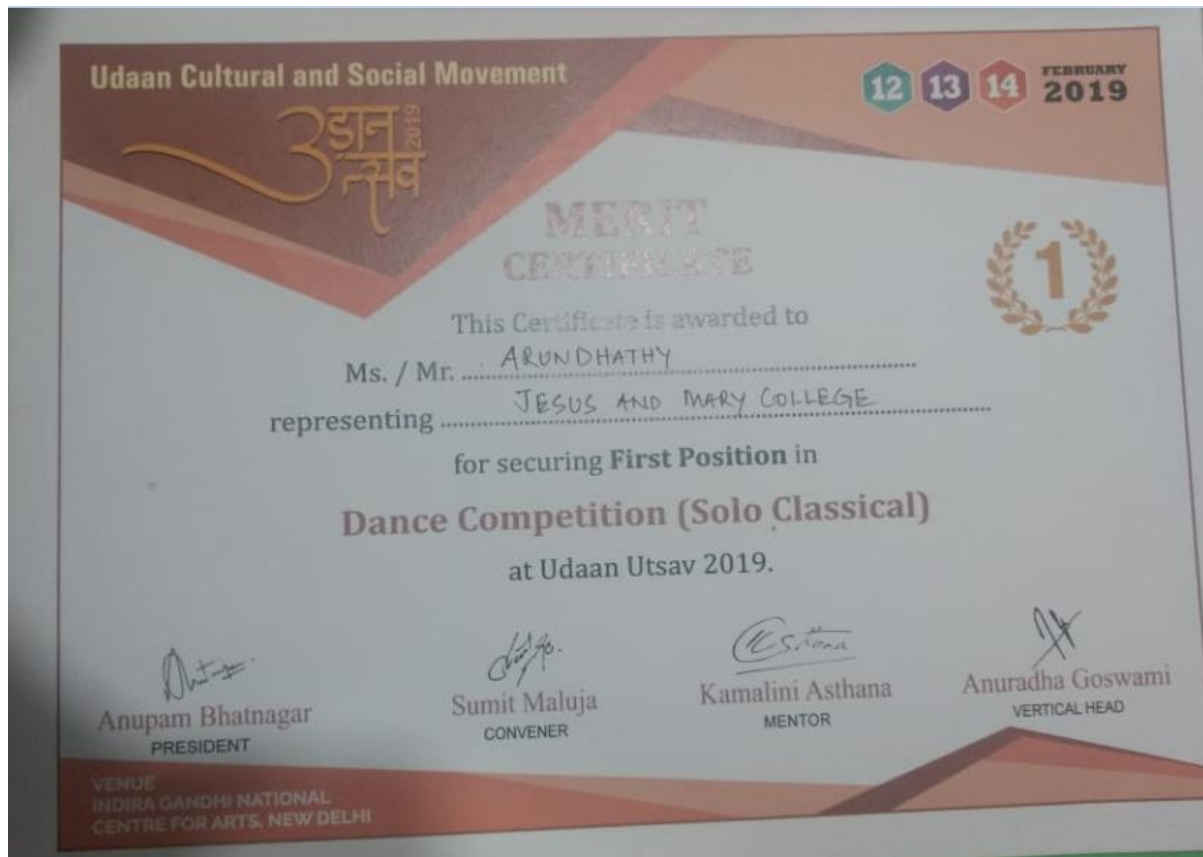 Udaan Cultural and Social Movement
12 13 14 FEBRUARY
2019
उड़ान
त्सव
2019
MERIT
CERTIFICATE
1
This Certificate is awarded to
Ms. / Mr. ARUNDHATHY
representing JESUS AND MARY COLLEGE
for securing First Position in
Dance Competition (Solo Classical)
at Udaan Utsav 2019.
Anupam Bhatnagar
PRESIDENT
Sumit Maluja
CONVENER
Kamalini Asthana
MENTOR
Anuradha Goswami
VERTICAL HEAD
VENUE
INDIRA GANDHI NATIONAL
CENTRE FOR ARTS, NEW DELHI